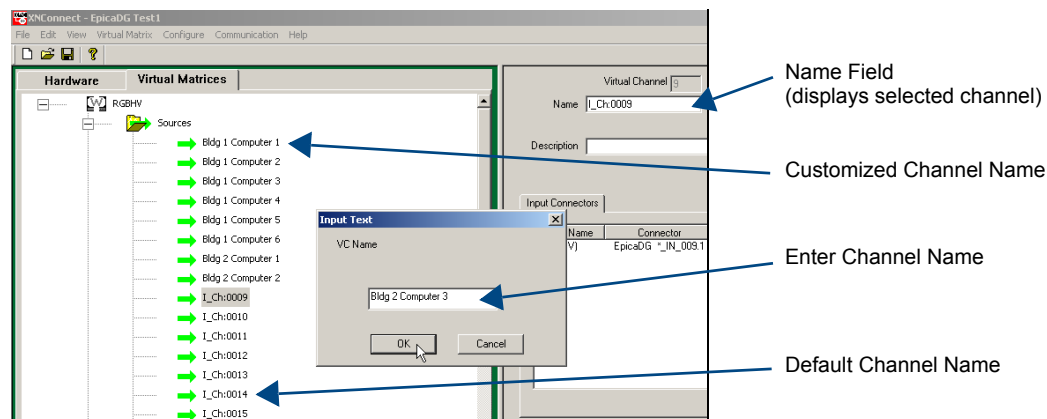 XNConnect - EpicaDG Test1
File Edit View Virtual Matrix Configure Communication Help
Hardware Virtual Matrices
RGBHV
Sources
Bldg 1 Computer 1
Bldg 1 Computer 2
Bldg 1 Computer 3
Bldg 1 Computer 4
Bldg 1 Computer 5
Bldg 1 Computer 6
Bldg 2 Computer 1
Bldg 2 Computer 2
I_Ch:0009
I_Ch:0010
I_Ch:0011
I_Ch:0012
I_Ch:0013
I_Ch:0014
I_Ch:0015
Virtual Channel 9
Name I_Ch:0009
Description
Input Connectors
Name Connector
V) EpicaDG "_IN_009.1
Input Text
VC Name
Bldg 2 Computer 3
OK Cancel
Name Field
(displays selected channel)
Customized Channel Name
Enter Channel Name
Default Channel Name